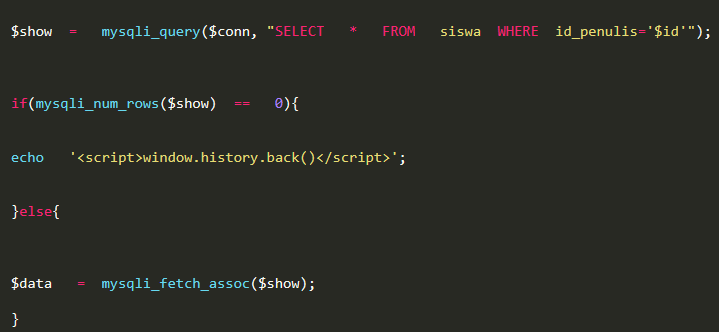 $show = mysqli_query($conn, "SELECT * FROM siswa WHERE id_penulis='$id'");
if(mysqli_num_rows($show) == 0){
echo '<script>window.history.back()</script>';
}else{
$data = mysqli_fetch_assoc($show);
}